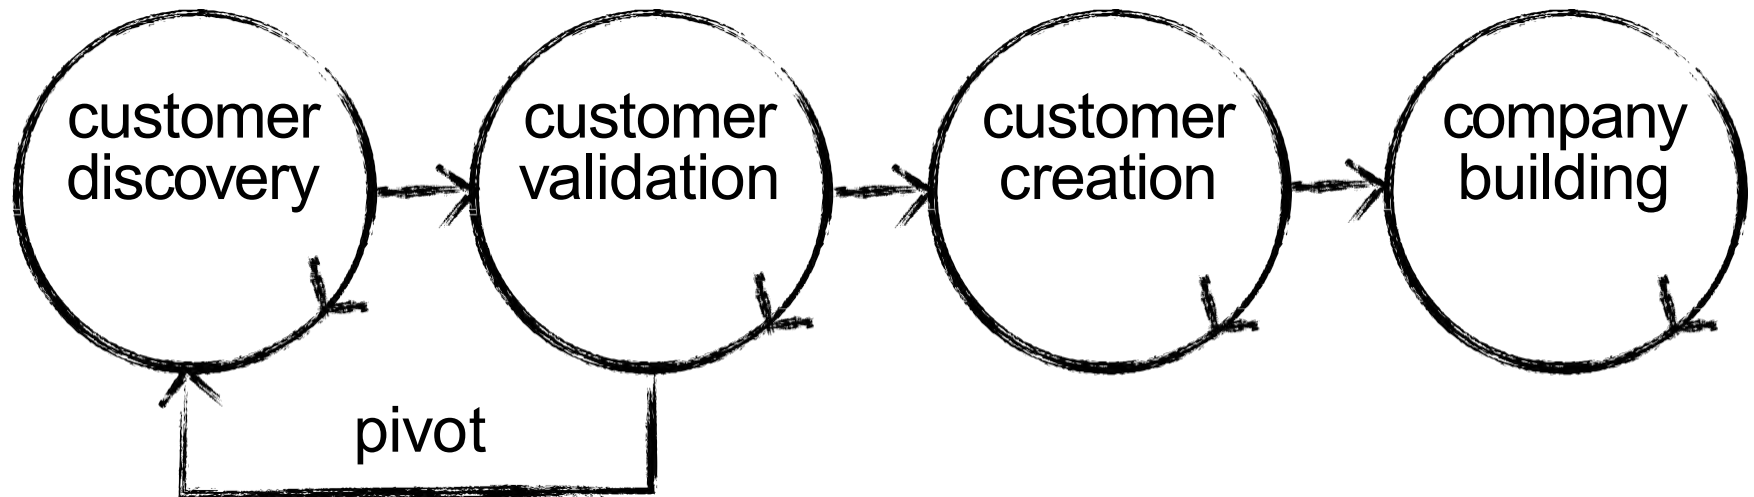 customer
discovery
customer
validation
customer
creation
company
building
pivot